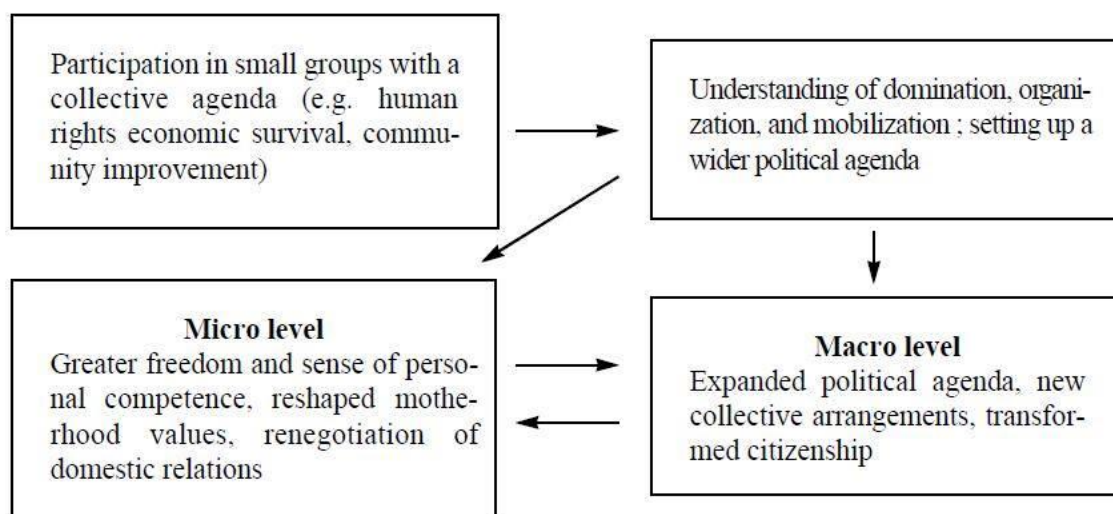 Participation in small groups with a
collective agenda (e.g. human
rights economic survival, commu-
nity improvement)
Understanding of domination, organi-
zation, and mobilization ; setting up a
wider political agenda
Micro level
Greater freedom and sense of perso-
nal competence, reshaped mothe-
rhood values, renegotiation of
domestic relations
Macro level
Expanded political agenda, new
collective arrangements, transfor-
med citizenship